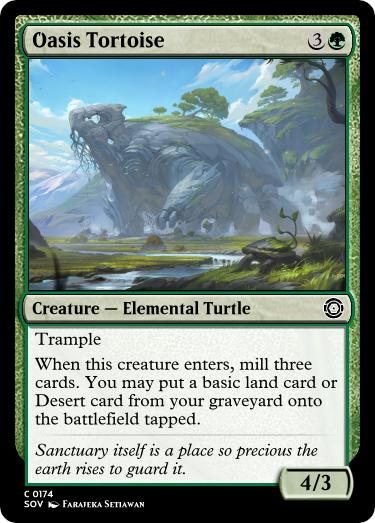 Oasis Tortoise 3
Creature — Elemental Turtle
Trample
When this creature enters, mill three
cards. You may put a basic land card or
Desert card from your graveyard onto
the battlefield tapped.
Sanctuary itself is a place so precious the
earth rises to guard it.
4/3
C 0174
SOV Farajeka Setiawan